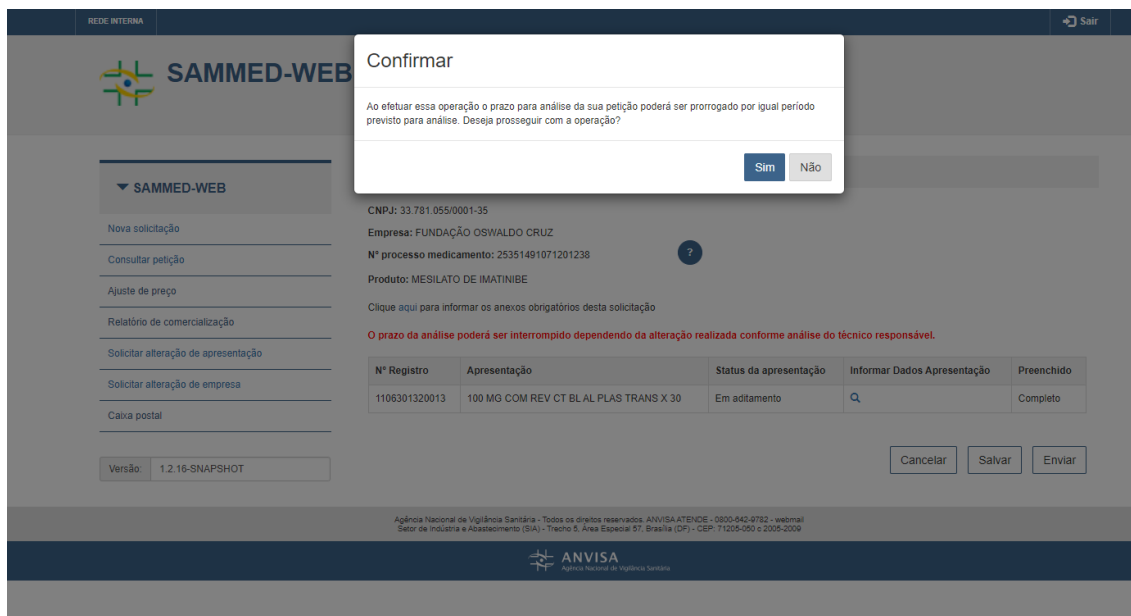 REDE INTERNA
Sair
SAMMED-WEB
Confirmar
Ao efetuar essa operação o prazo para análise da sua petição poderá ser prorrogado por igual período
previsto para análise. Deseja prosseguir com a operação?
Sim Não
SAMMED-WEB
Nova solicitação
Consultar petição
Ajuste de preço
Relatório de comercialização
Solicitar alteração de apresentação
Solicitar alteração de empresa
Caixa postal
Versão: 1.2.16-SNAPSHOT
CNPJ: 33.781.055/0001-35
Empresa: FUNDAÇÃO OSWALDO CRUZ
Nº processo medicamento: 25351491071201238 ?
Produto: MESILATO DE IMATINIBE
Clique aqui para informar os anexos obrigatórios desta solicitação
O prazo da análise poderá ser interrompido dependendo da alteração realizada conforme análise do técnico responsável.
Nº Registro Apresentação Status da apresentação Informar Dados Apresentação Preenchido
1106301320013 100 MG COM REV CT BL AL PLAS TRANS X 30 Em aditamento Completo
Cancelar Salvar Enviar
Agência Nacional de Vigilância Sanitária - Todos os direitos reservados. ANVISA ATENDE - 0800-642-9782 - webmail
Setor de Indústria e Abastecimento (SIA) - Trecho 5, Área Especial 57, Brasília (DF) - CEP: 71205-050 c 2005-2009
ANVISA
Agência Nacional de Vigilância Sanitária